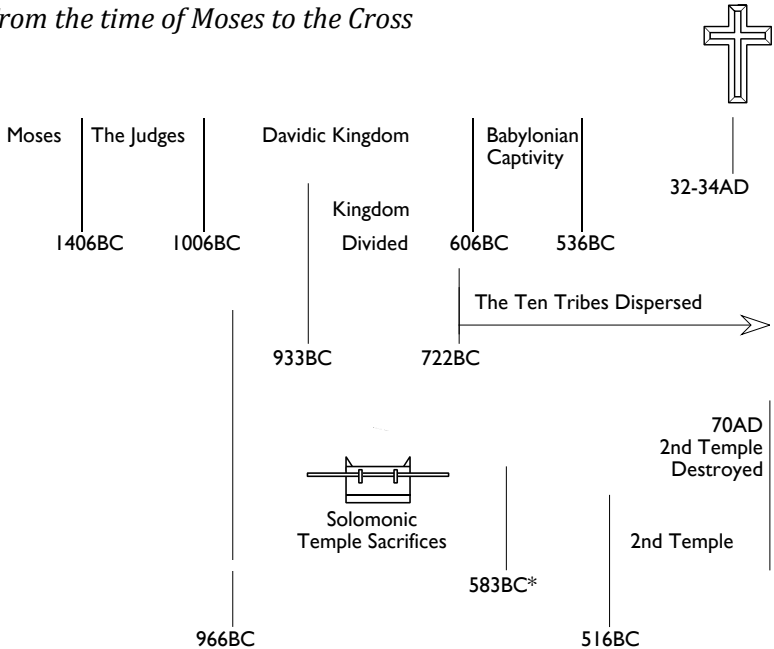 from the time of Moses to the Cross
Moses
The Judges
Davidic Kingdom
Babylonian
Captivity
32-34AD
Kingdom
Divided
1406BC
1006BC
606BC
536BC
The Ten Tribes Dispersed
933BC
722BC
70AD
2nd Temple
Destroyed
Solomonic
Temple Sacrifices
2nd Temple
583BC*
966BC
516BC